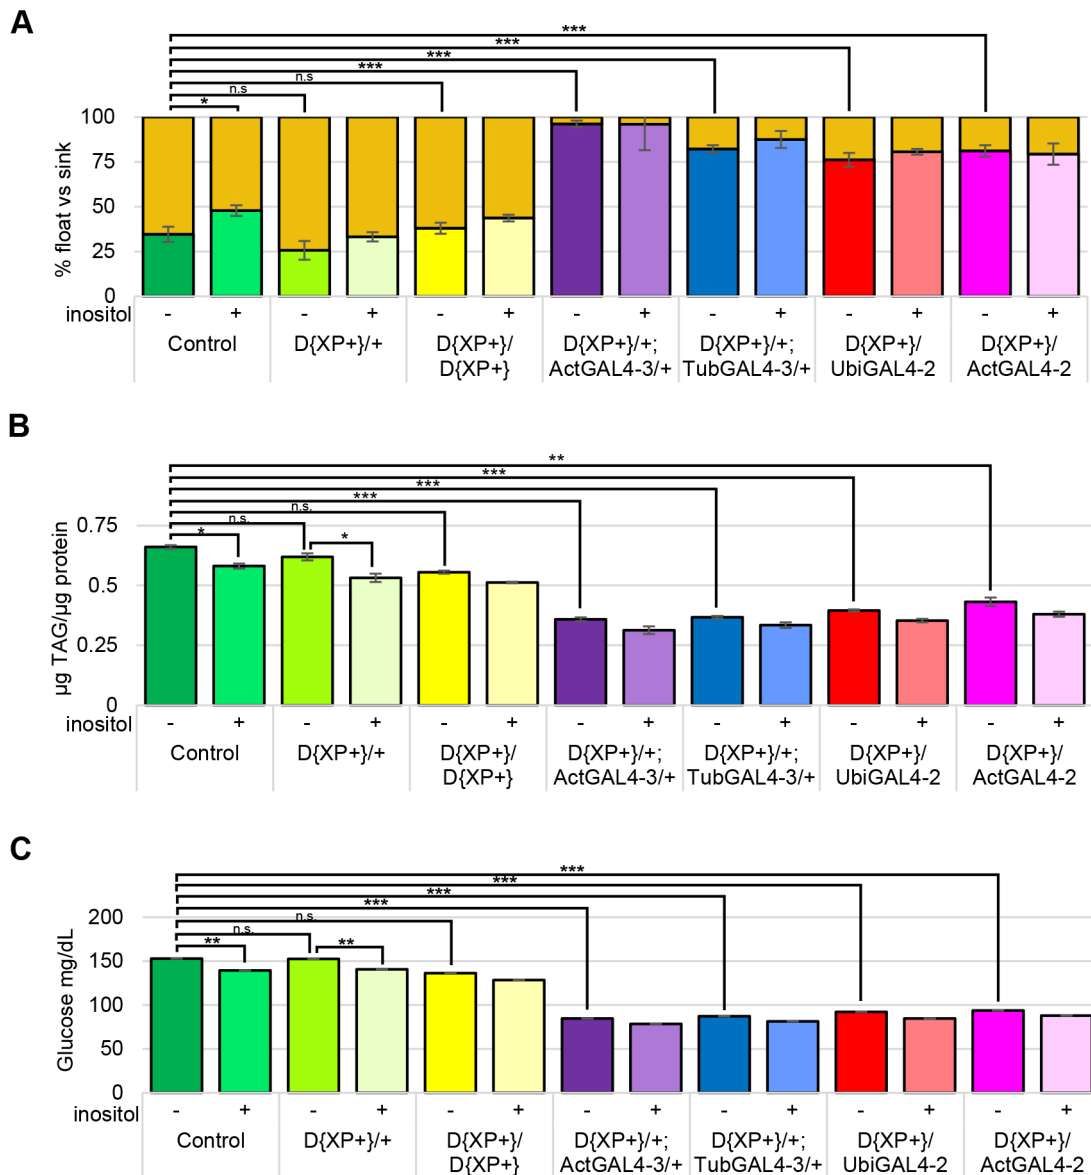 A
***
***
***
***
n.s
n.s
*
% float vs sink
100
75
50
25
0
inositol - + - + - + - + - + - + - +
Control D{XP+}/+ D{XP+}/ D{XP+}/+; D{XP+}/+; D{XP+}/ D{XP+}/
D{XP+} ActGAL4-3/+ TubGAL4-3/+ UbiGAL4-2 ActGAL4-2
B
**
***
***
***
n.s.
n.s.
* *
µg TAG/µg protein
0.75
0.5
0.25
0
inositol - + - + - + - + - + - + - +
Control D{XP+}/+ D{XP+}/ D{XP+}/+; D{XP+}/+; D{XP+}/ D{XP+}/
D{XP+} ActGAL4-3/+ TubGAL4-3/+ UbiGAL4-2 ActGAL4-2
C
***
***
***
***
n.s.
n.s.
** **
Glucose mg/dL
200
150
100
50
0
inositol - + - + - + - + - + - + - +
Control D{XP+}/+ D{XP+}/ D{XP+}/+; D{XP+}/+; D{XP+}/ D{XP+}/
D{XP+} ActGAL4-3/+ TubGAL4-3/+ UbiGAL4-2 ActGAL4-2